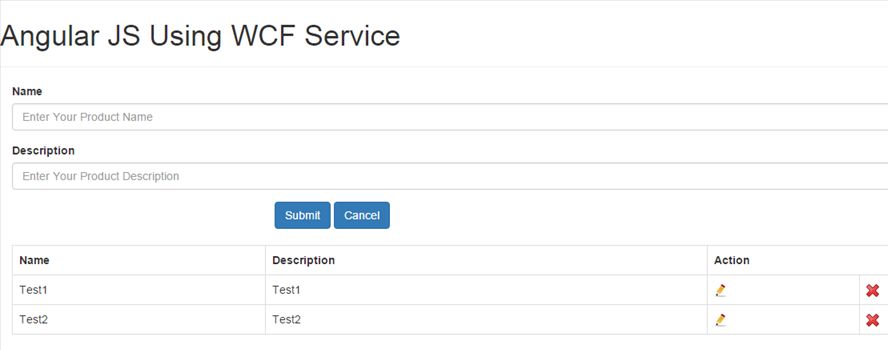 Angular JS Using WCF Service
Name
Enter Your Product Name
Description
Enter Your Product Description
Submit Cancel
Name Description Action
Test1 Test1
Test2 Test2